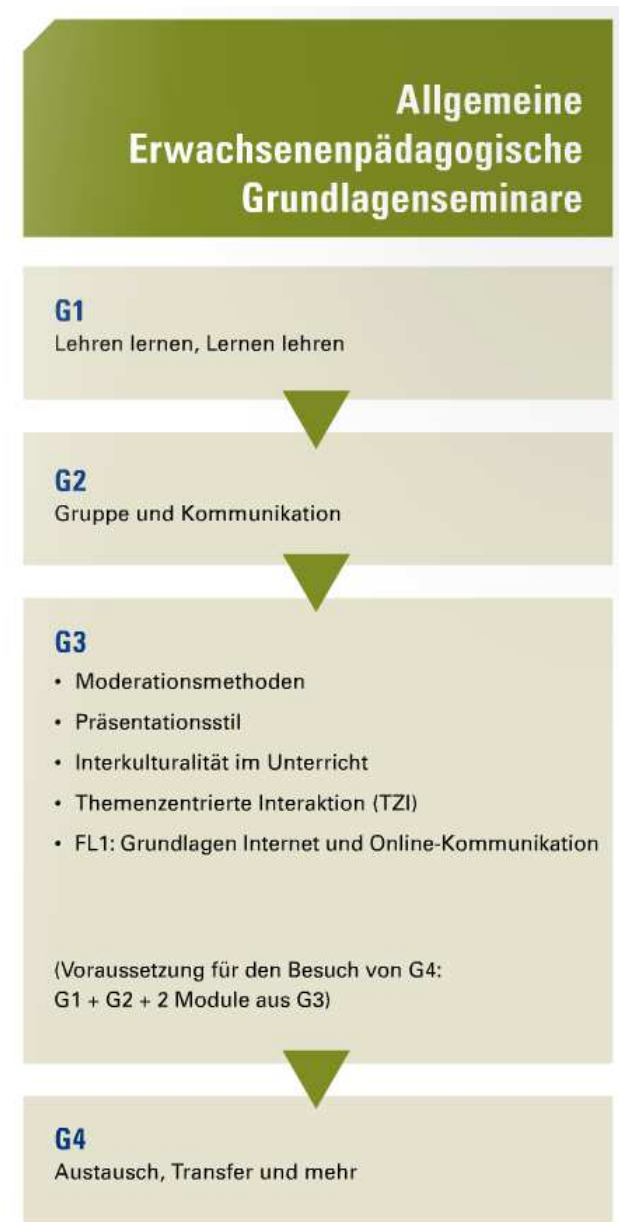 Allgemeine
Erwachsenenpädagogische
Grundlagenseminare
G1
Lehren lernen, Lernen lehren
G2
Gruppe und Kommunikation
G3
• Moderationsmethoden
• Präsentationsstil
• Interkulturalität im Unterricht
• Themenzentrierte Interaktion (TZI)
• FL1: Grundlagen Internet und Online-Kommunikation
(Voraussetzung für den Besuch von G4:
G1 + G2 + 2 Module aus G3)
G4
Austausch, Transfer und mehr